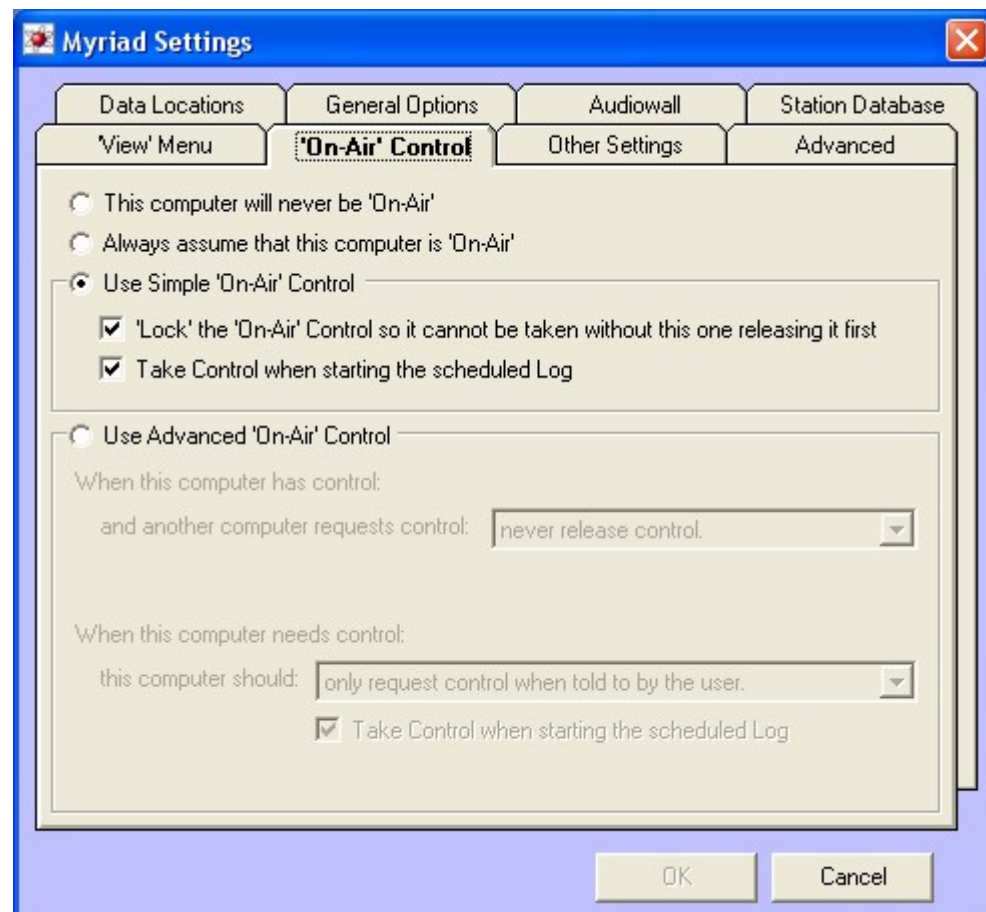 Myriad Settings
Data Locations
General Options
Audiowall
Station Database
'View' Menu
'On-Air' Control
Other Settings
Advanced
This computer will never be 'On-Air'
Always assume that this computer is 'On-Air'
Use Simple 'On-Air' Control
'Lock' the 'On-Air' Control so it cannot be taken without this one releasing it first
Take Control when starting the scheduled Log
Use Advanced 'On-Air' Control
When this computer has control:
and another computer requests control:
never release control.
When this computer needs control:
this computer should:
only request control when told to by the user.
Take Control when starting the scheduled Log
OK
Cancel